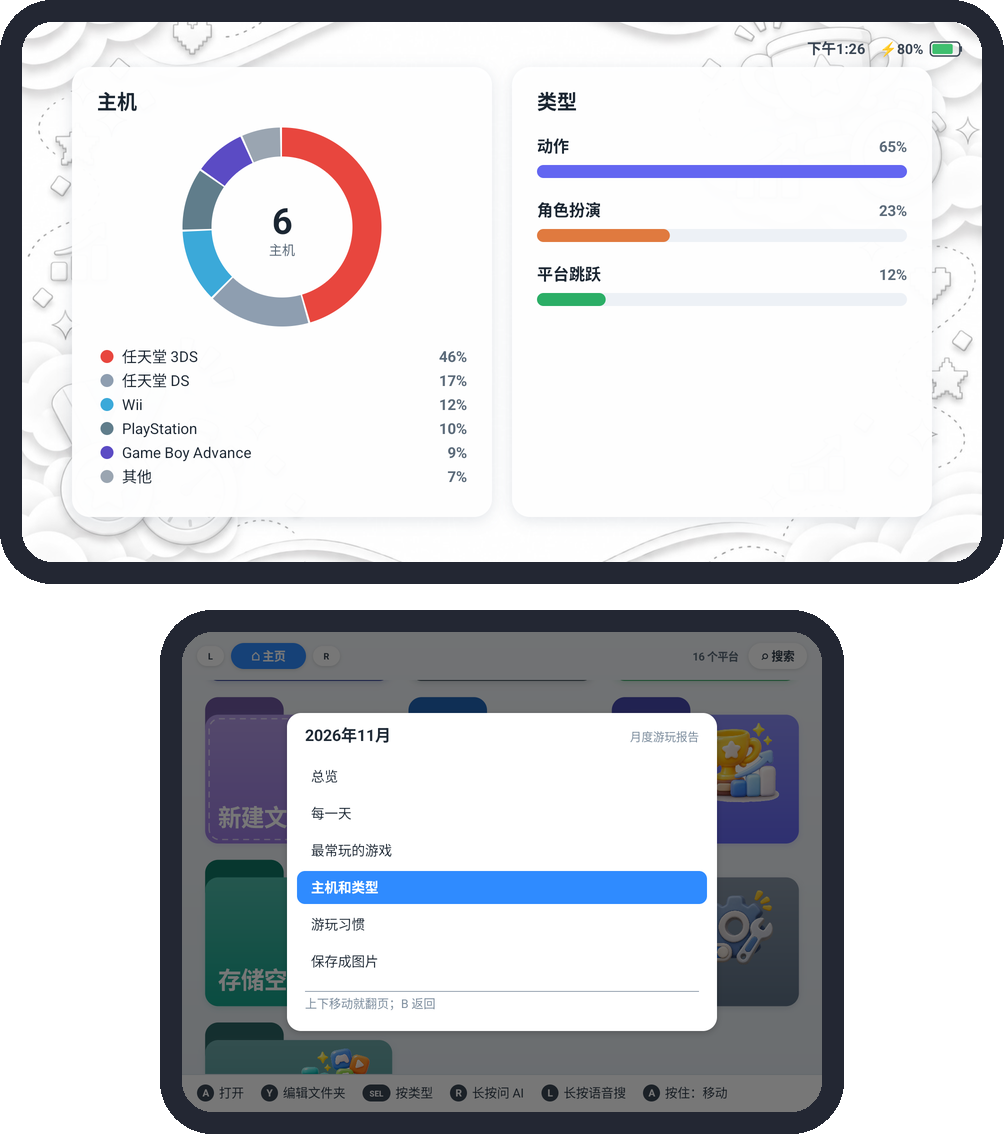 下午1:26 ⚡80%
主机
6
主机
任天堂 3DS 46%
任天堂 DS 17%
Wii 12%
PlayStation 10%
Game Boy Advance 9%
其他 7%
类型
动作 65%
角色扮演 23%
平台跳跃 12%
L 主页 R 16 个平台 搜索
新建文
存储空
2026年11月 月度游玩报告
总览
每一天
最常玩的游戏
主机和类型
游玩习惯
保存成图片
上下移动就翻页；B 返回
A 打开 Y 编辑文件夹 SEL 按类型 R 长按问 AI L 长按语音搜 A 按住：移动